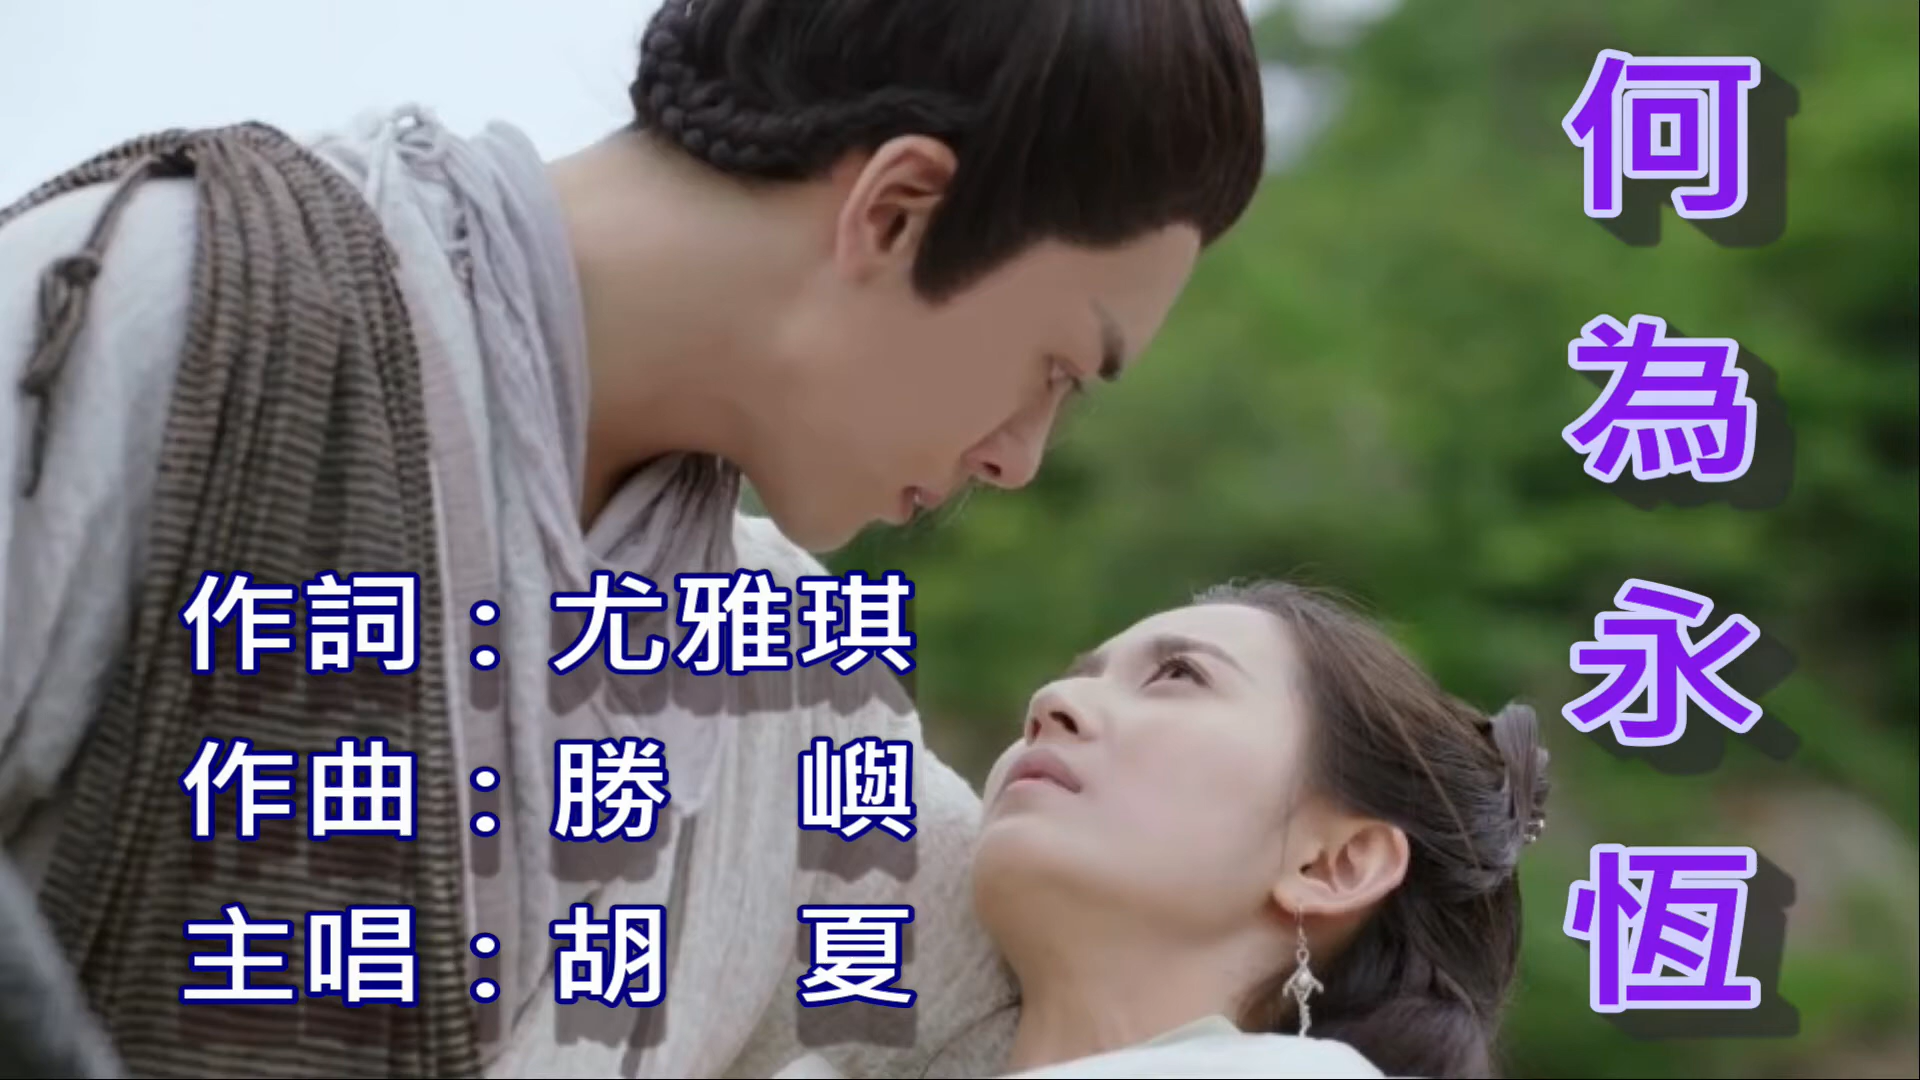 何為永恆
作詞：尤雅琪
作曲：勝　嶼
主唱：胡　夏